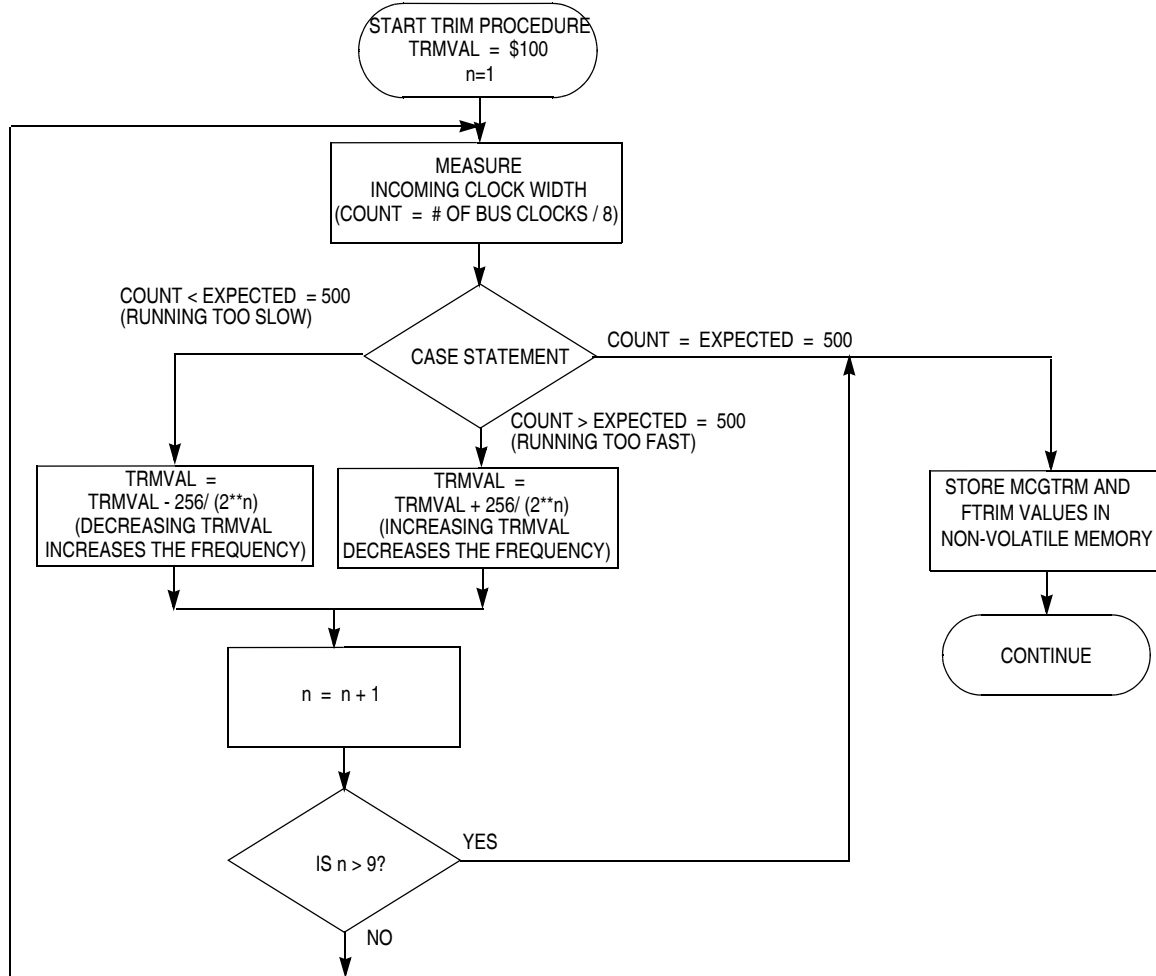 START TRIM PROCEDURE
TRMVAL = $100
n=1
MEASURE
INCOMING CLOCK WIDTH
(COUNT = # OF BUS CLOCKS / 8)
COUNT < EXPECTED = 500
(RUNNING TOO SLOW)
CASE STATEMENT
COUNT = EXPECTED = 500
COUNT > EXPECTED = 500
(RUNNING TOO FAST)
TRMVAL =
TRMVAL - 256/ (2**n)
(DECREASING TRMVAL
INCREASES THE FREQUENCY)
TRMVAL =
TRMVAL + 256/ (2**n)
(INCREASING TRMVAL
DECREASES THE FREQUENCY)
STORE MCGTRM AND
FTRIM VALUES IN
NON-VOLATILE MEMORY
CONTINUE
n = n + 1
IS n > 9?
YES
NO